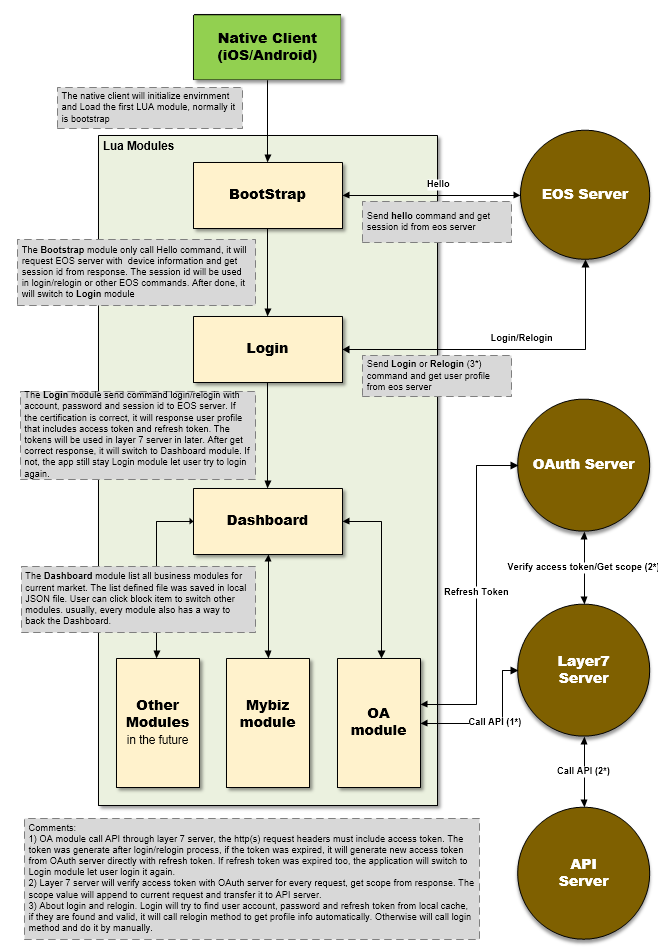 Native Client
(iOS/Android)
The native client will initialize envirnment
and Load the first LUA module, normally it
is bootstrap
Lua Modules
BootStrap
Hello
EOS Server
Send hello command and get
session id from eos server
The Bootstrap module only call Hello command, it will
request EOS server with device information and get
session id from response. The session id will be used
in login/relogin or other EOS commands. After done, it
will switch to Login module
Login
Login/Relogin
Send Login or Relogin (3*)
command and get user profile
from eos server
The Login module send command login/relogin with
account, password and session id to EOS server. If
the certification is correct, it will response user profile
that includes access token and refresh token. The
tokens will be used in layer 7 server in later. After get
correct response, it will switch to Dashboard module. If
not, the app still stay Login module let user try to login
again.
OAuth Server
Dashboard
Verify access token/Get scope (2*)
The Dashboard module list all business modules for
current market. The list defined file was saved in local
JSON file. User can click block item to switch other
modules. usually, every module also has a way to
back the Dashboard.
Refresh Token
Layer7
Server
Other
Modules
in the future
Mybiz
module
OA
module
Call API (1*)
Call API (2*)
API
Server
Comments:
1) OA module call API through layer 7 server, the http(s) request headers must include access token. The
token was generate after login/relogin process, if the token was expired, it will generate new access token
from OAuth server directly with refresh token. If refresh token was expired too, the application will switch to
Login module let user login it again.
2) Layer 7 server will verify access token with OAuth server for every request, get scope from response. The
scope value will append to current request and transfer it to API server.
3) About login and relogin. Login will try to find user account, password and refresh token from local cache,
if they are found and valid, it will call relogin method to get profile info automatically. Otherwise will call login
method and do it by manually.